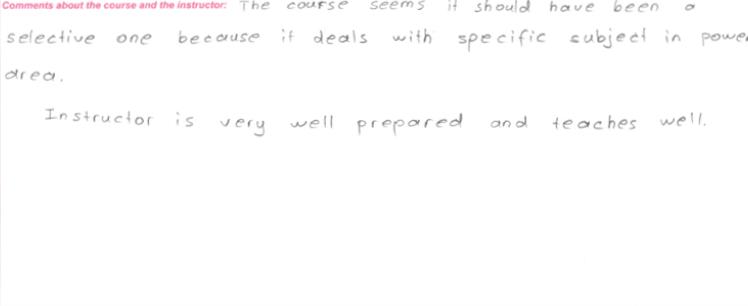 Comments about the course and the instructor: The course seems it should have been a
selective one because it deals with specific subject in power
area.
Instructor is very well prepared and teaches well.